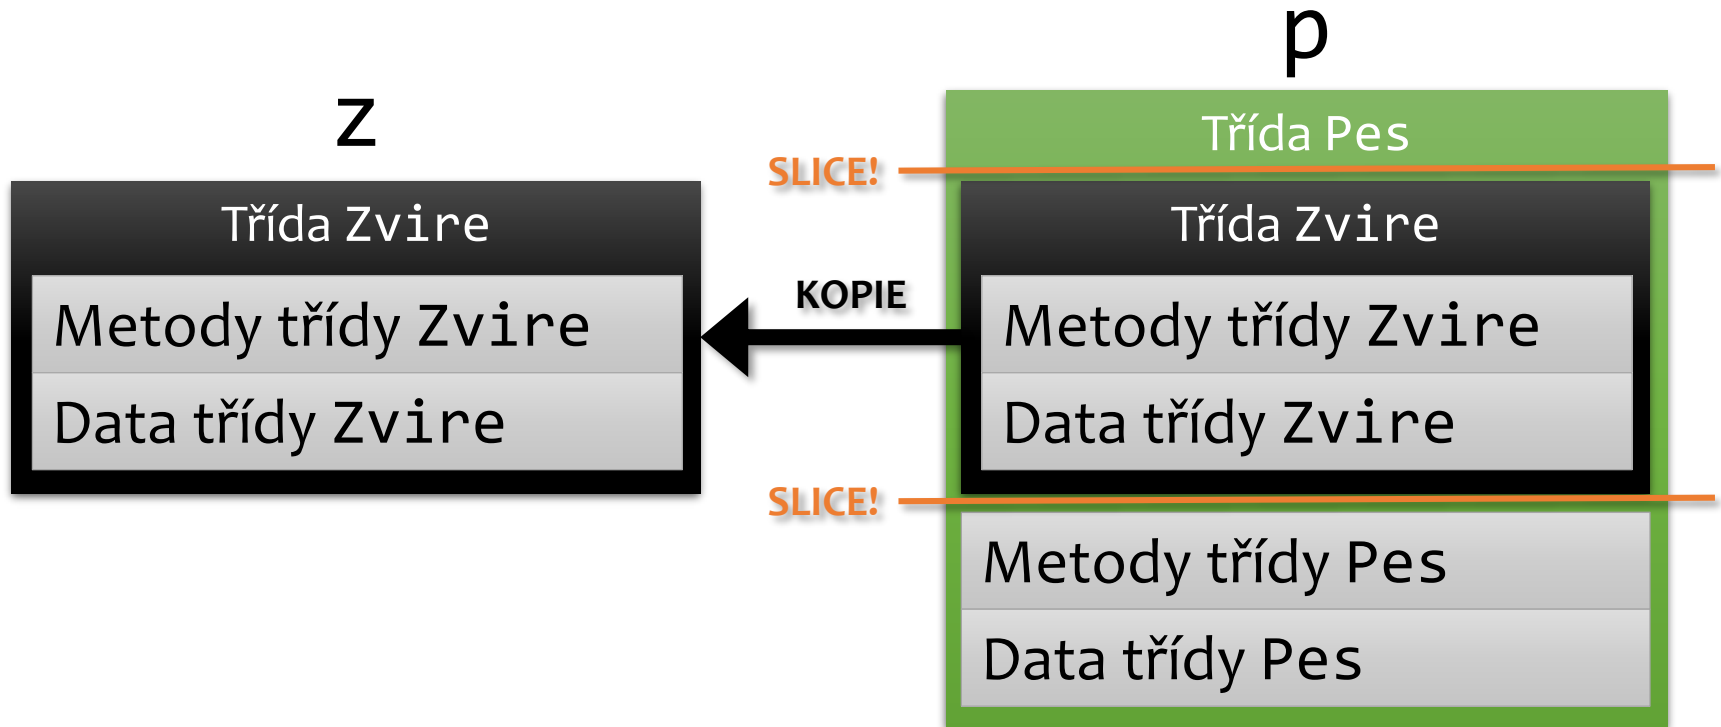 z
Třída Zvire
Metody třídy Zvire
Data třídy Zvire
SLICE!
KOPIE
SLICE!
p
Třída Pes
Třída Zvire
Metody třídy Zvire
Data třídy Zvire
Metody třídy Pes
Data třídy Pes